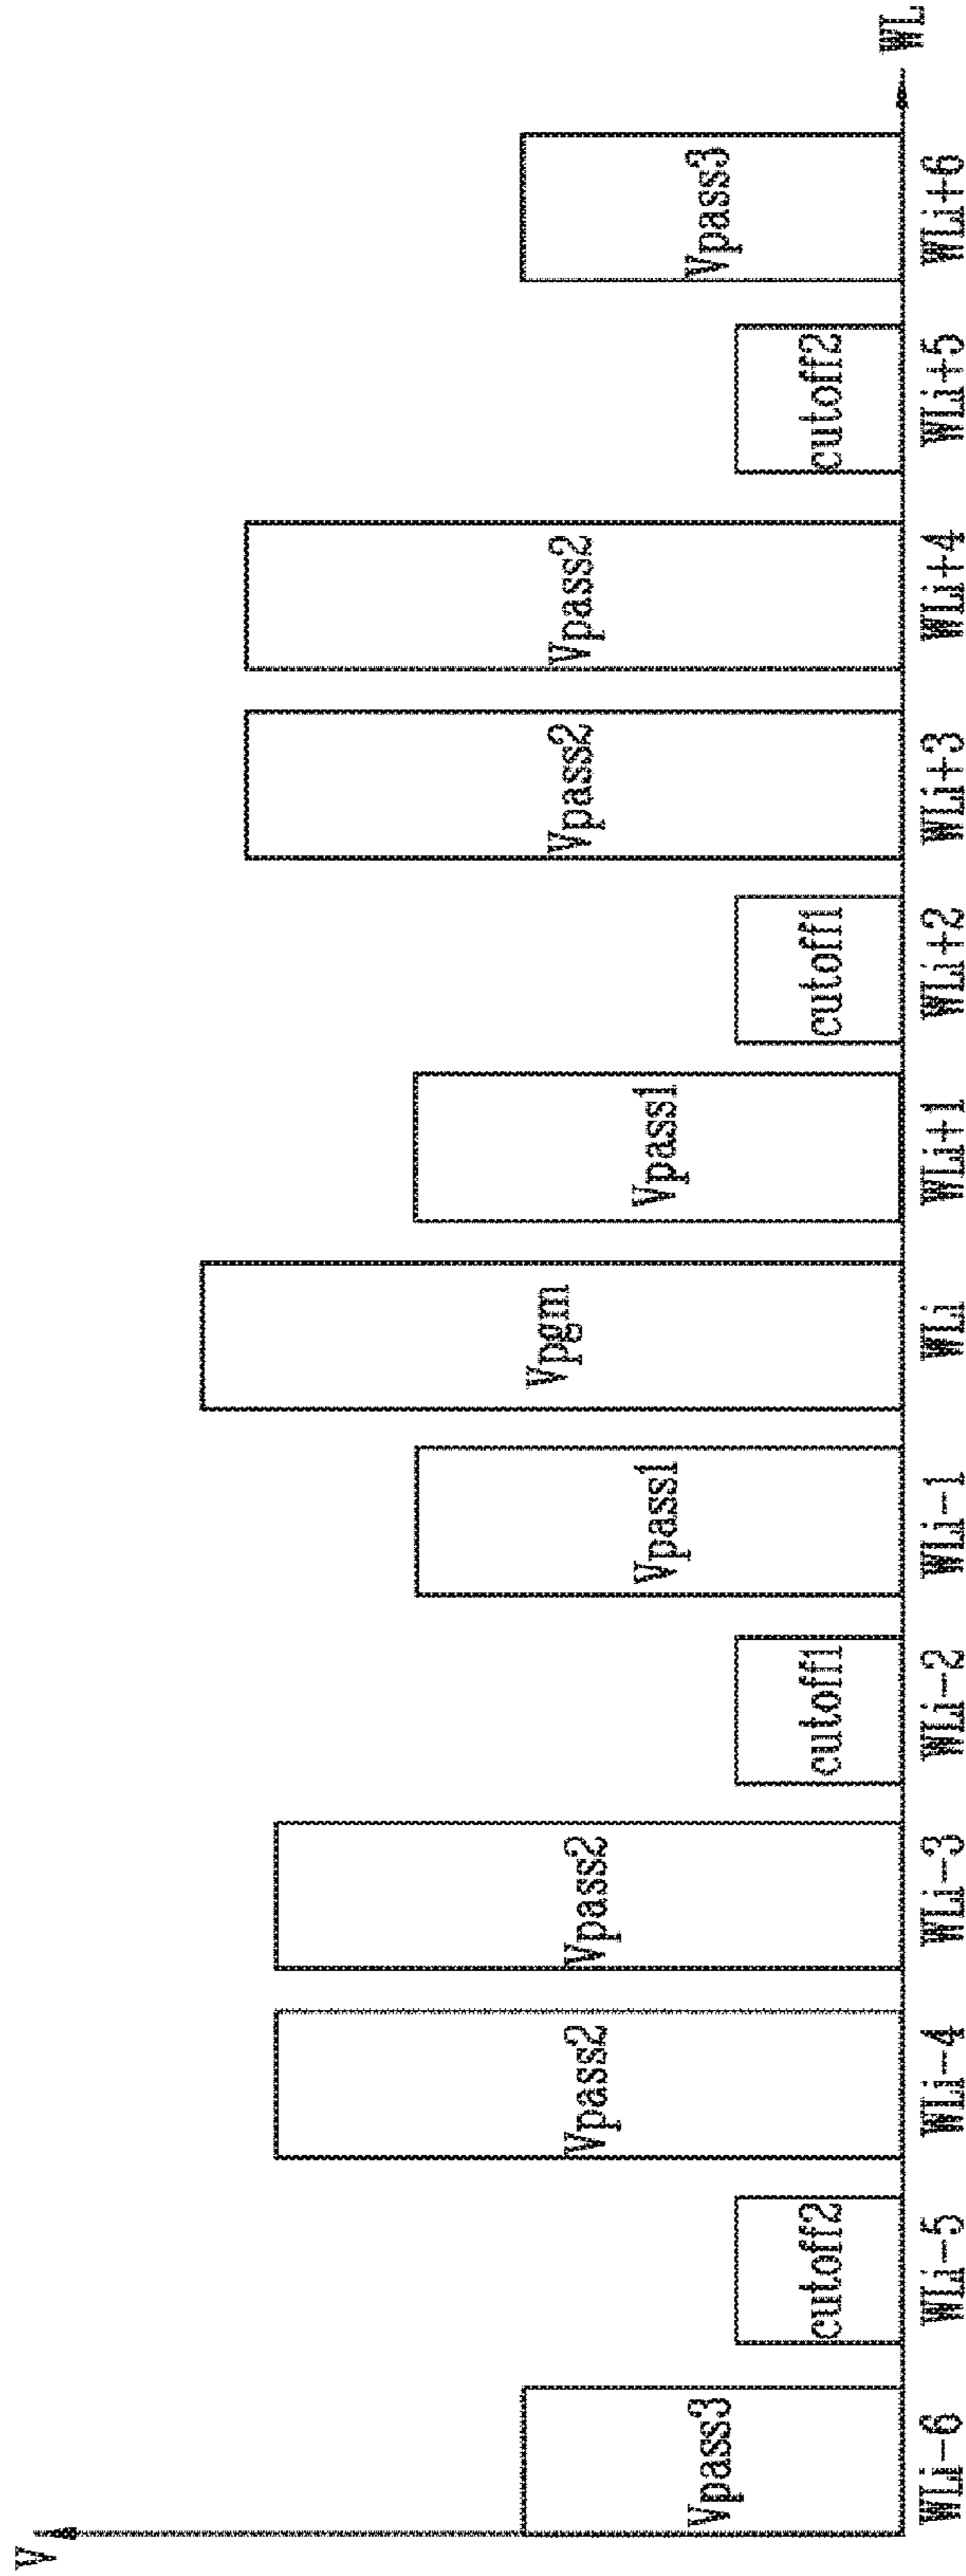 V
Vpass3
cutoff2
Vpass2
Vpass2
cutoff1
Vpass1
Vpgm
Vpass1
cutoff1
Vpass2
Vpass2
cutoff2
Vpass3
WLi-6
WLi-5
WLi-4
WLi-3
WLi-2
WLi-1
WLi
WLi+1
WLi+2
WLi+3
WLi+4
WLi+5
WLi+6
WL